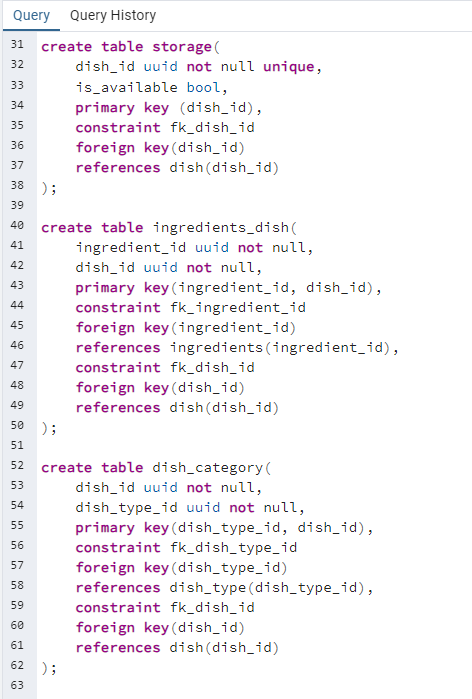 Query Query History
31 create table storage(
32     dish_id uuid not null unique,
33     is_available bool,
34     primary key (dish_id),
35     constraint fk_dish_id
36     foreign key(dish_id)
37     references dish(dish_id)
38 );
39
40 create table ingredients_dish(
41     ingredient_id uuid not null,
42     dish_id uuid not null,
43     primary key(ingredient_id, dish_id),
44     constraint fk_ingredient_id
45     foreign key(ingredient_id)
46     references ingredients(ingredient_id),
47     constraint fk_dish_id
48     foreign key(dish_id)
49     references dish(dish_id)
50 );
51
52 create table dish_category(
53     dish_id uuid not null,
54     dish_type_id uuid not null,
55     primary key(dish_type_id, dish_id),
56     constraint fk_dish_type_id
57     foreign key(dish_type_id)
58     references dish_type(dish_type_id),
59     constraint fk_dish_id
60     foreign key(dish_id)
61     references dish(dish_id)
62 );
63